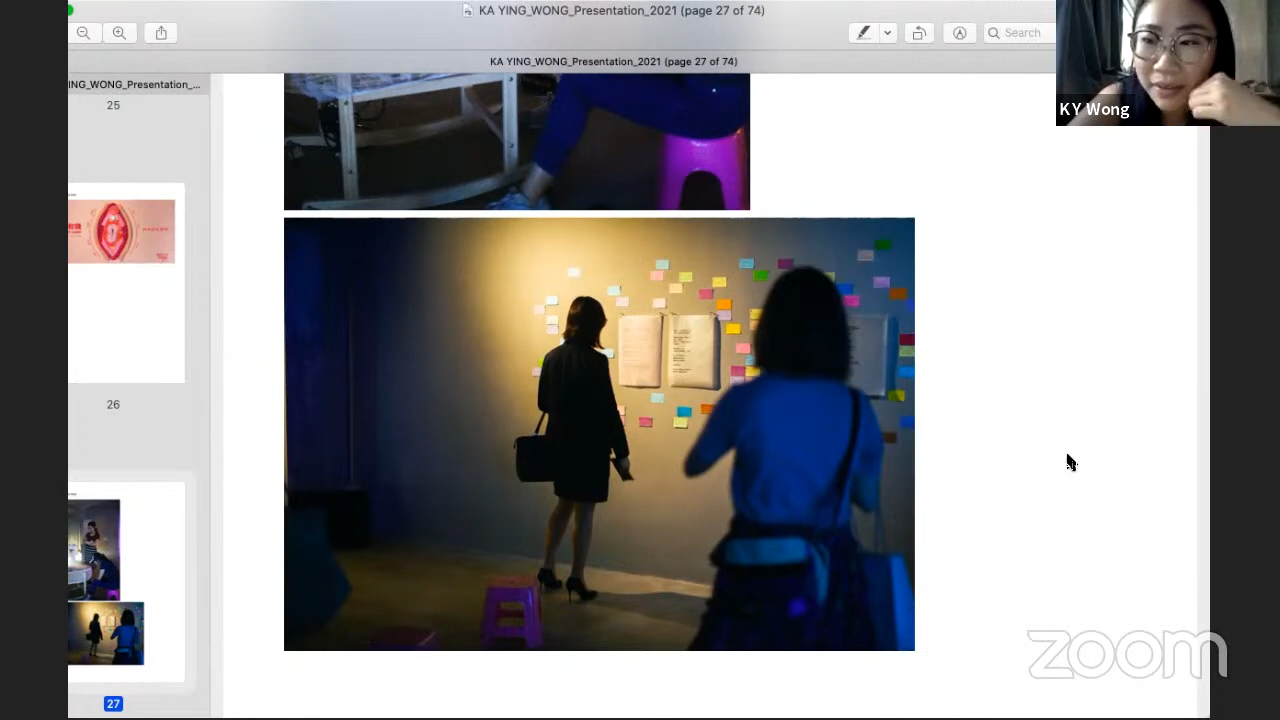 KA YING_WONG_Presentation_2021 (page 27 of 74)
Search
KA YING_WONG_Presentation_2021 (page 27 of 74)
ING_WONG_Presentation_...
25
26
27
KY Wong
zoom